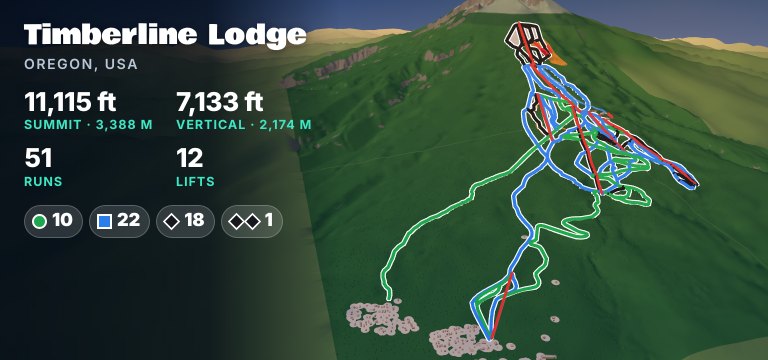 Timberline Lodge
OREGON, USA
11,115 ft
SUMMIT · 3,388 M
7,133 ft
VERTICAL · 2,174 M
51
RUNS
12
LIFTS
10
22
18
1